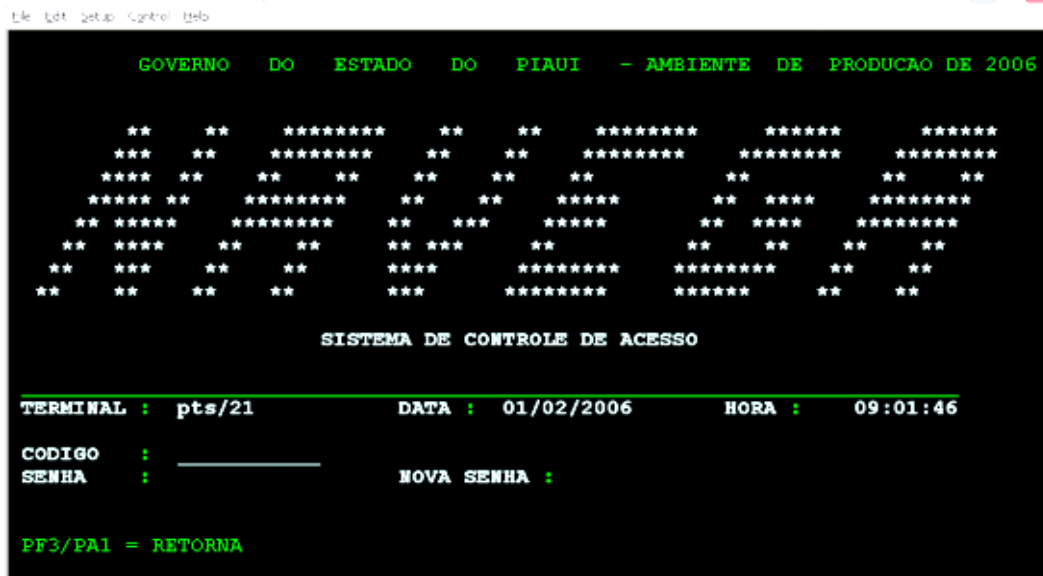 File Edit Setup Control Help
GOVERNO DO ESTADO DO PIAUI - AMBIENTE DE PRODUCAO DE 2006
NAVEGA
SISTEMA DE CONTROLE DE ACESSO
TERMINAL : pts/21 DATA : 01/02/2006 HORA : 09:01:46
CODIGO :
SENHA : NOVA SENHA :
PF3/PA1 = RETORNA